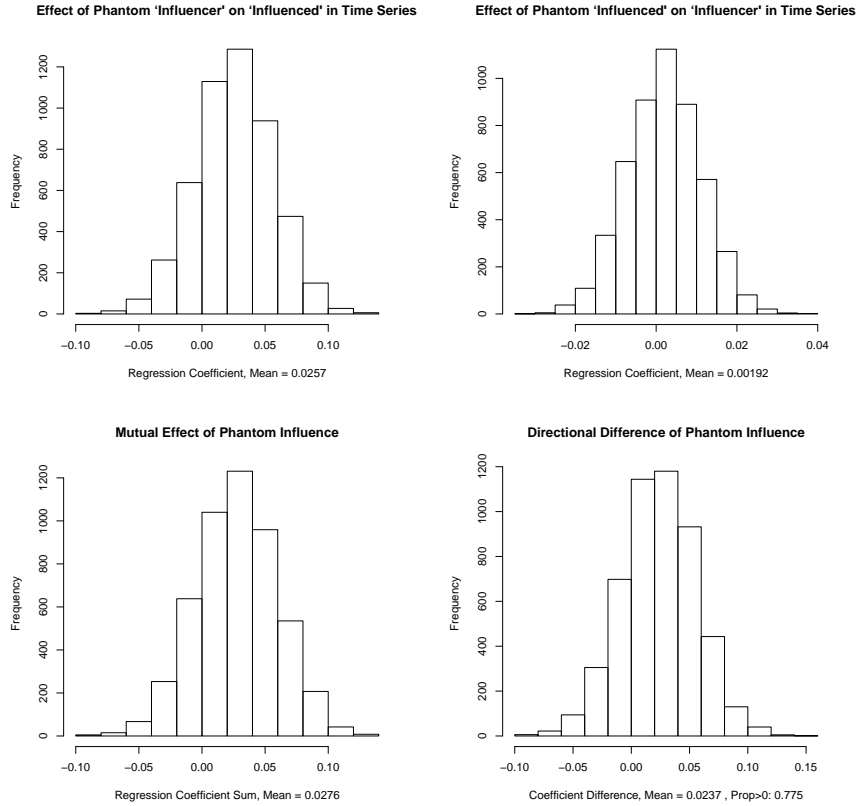 Effect of Phantom ‘Influencer' on ‘Influenced' in Time Series
Frequency
0 200 400 600 800 1000 1200
−0.10 −0.05 0.00 0.05 0.10
Regression Coefficient, Mean = 0.0257
Effect of Phantom ‘Influenced' on ‘Influencer' in Time Series
Frequency
0 200 400 600 800 1000
−0.02 0.00 0.02 0.04
Regression Coefficient, Mean = 0.00192
Mutual Effect of Phantom Influence
Frequency
0 200 400 600 800 1000 1200
−0.10 −0.05 0.00 0.05 0.10
Regression Coefficient Sum, Mean = 0.0276
Directional Difference of Phantom Influence
Frequency
0 200 400 600 800 1000 1200
−0.10 −0.05 0.00 0.05 0.10 0.15
Coefficient Difference, Mean = 0.0237 , Prop>0: 0.775